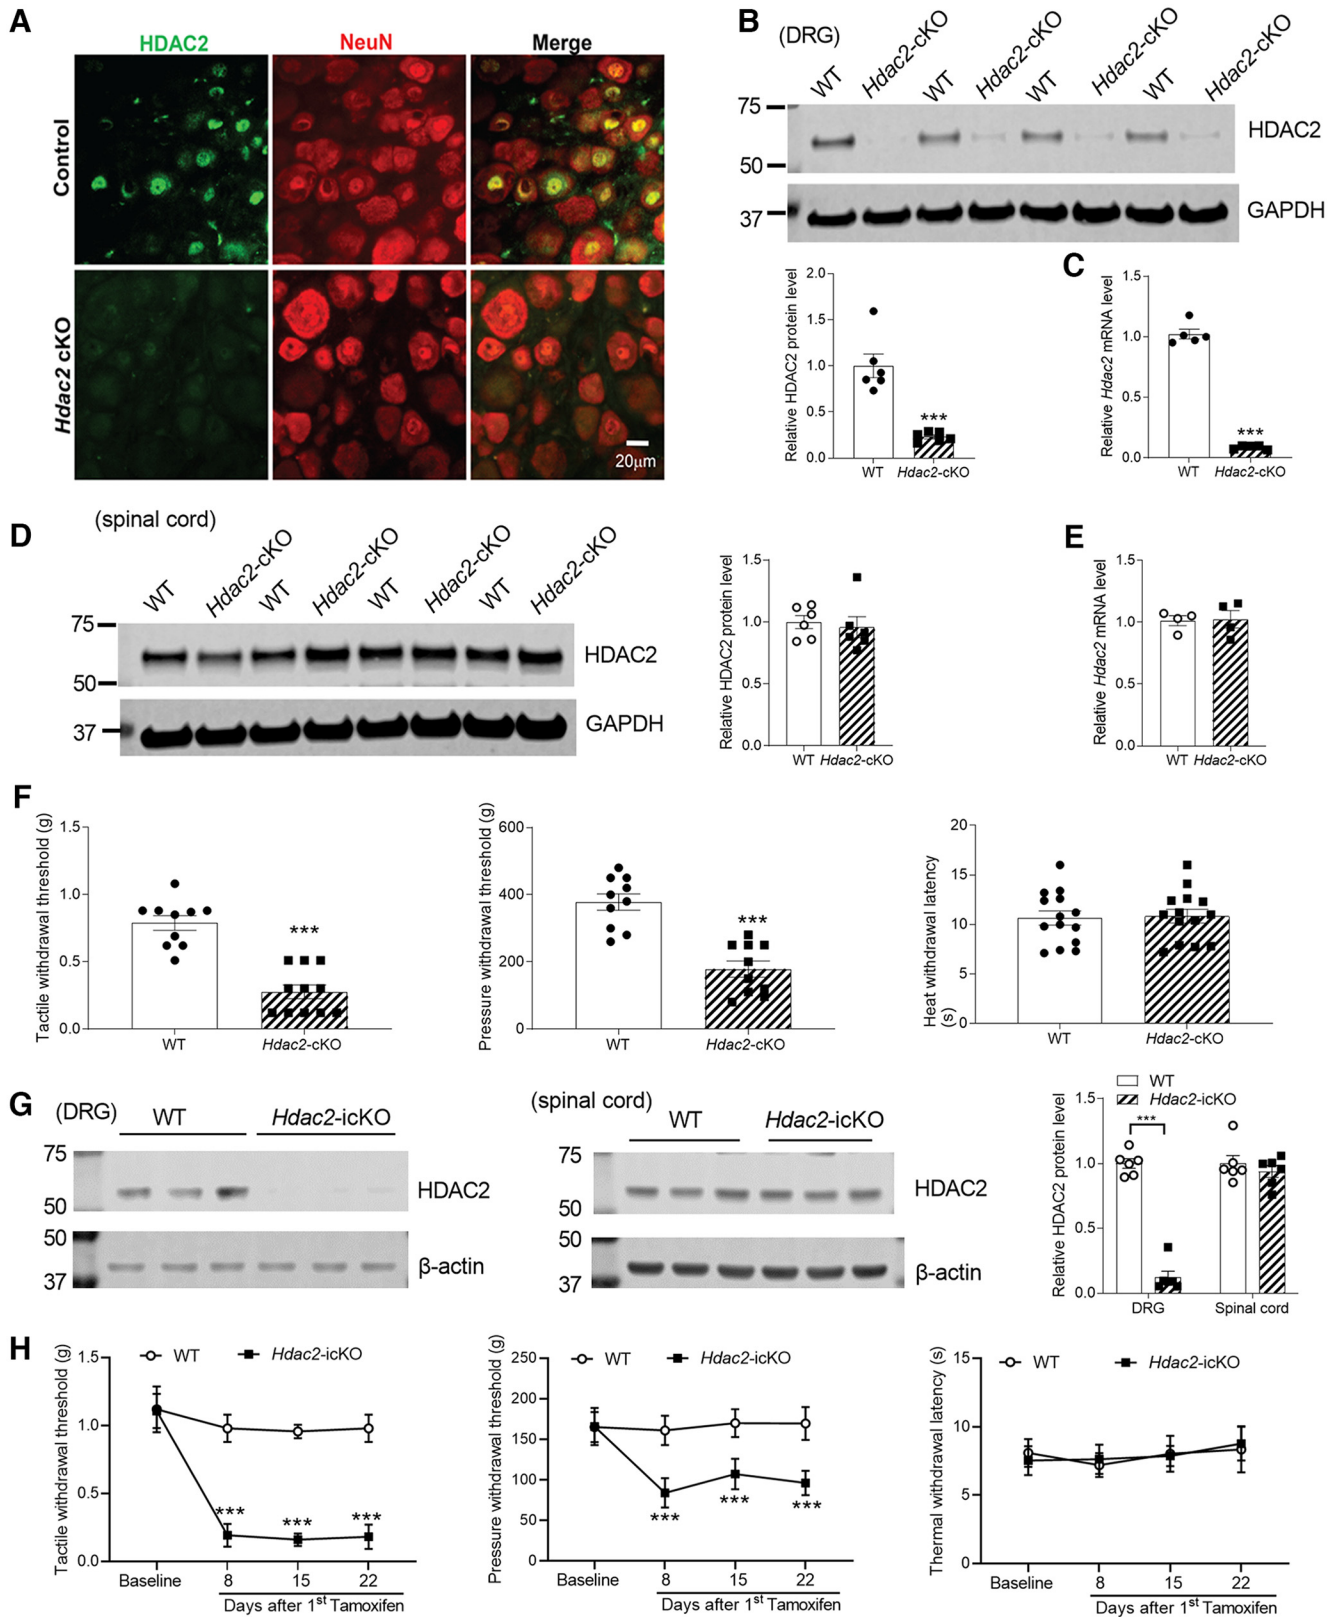 A
HDAC2
NeuN
Merge
Control
Hdac2 cKO
20μm
B
(DRG)
WT
Hdac2-cKO
WT
Hdac2-cKO
WT
Hdac2-cKO
WT
Hdac2-cKO
75
HDAC2
50
37
GAPDH
Relative HDAC2 protein level
2.0
1.5
1.0
0.5
0.0
***
WT
Hdac2-cKO
C
Relative Hdac2 mRNA level
1.5
1.0
0.5
0.0
***
WT
Hdac2-cKO
D
(spinal cord)
WT
Hdac2-cKO
WT
Hdac2-cKO
WT
Hdac2-cKO
WT
Hdac2-cKO
75
HDAC2
50
37
GAPDH
Relative HDAC2 protein level
1.5
1.0
0.5
0.0
WT
Hdac2-cKO
E
Relative Hdac2 mRNA level
1.5
1.0
0.5
0.0
WT
Hdac2-cKO
F
Tactile withdrawal threshold (g)
1.5
1.0
0.5
0.0
***
WT
Hdac2-cKO
Pressure withdrawal threshold (g)
600
400
200
0
***
WT
Hdac2-cKO
Heat withdrawal latency
(s)
20
15
10
5
0
WT
Hdac2-cKO
G
(DRG)
WT
Hdac2-icKO
75
HDAC2
50
50
β-actin
37
(spinal cord)
WT
Hdac2-icKO
75
HDAC2
50
50
β-actin
37
WT
Hdac2-icKO
Relative HDAC2 protein level
1.5
1.0
0.5
0.0
***
DRG
Spinal cord
H
Tactile withdrawal threshold (g)
1.5
1.0
0.5
0.0
WT
Hdac2-icKO
***
***
***
Baseline
8
15
22
Days after 1st Tamoxifen
Pressure withdrawal threshold (g)
250
200
150
100
50
0
WT
Hdac2-icKO
***
***
***
Baseline
8
15
22
Days after 1st Tamoxifen
Thermal withdrawal latency (s)
15
10
5
0
WT
Hdac2-icKO
Baseline
8
15
22
Days after 1st Tamoxifen